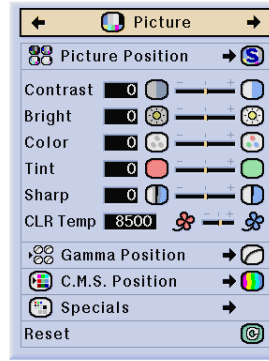 Picture
Picture Position S
Contrast 0
Bright 0
Color 0
Tint 0
Sharp 0
CLR Temp 8500
Gamma Position
C.M.S. Position
Specials
Reset